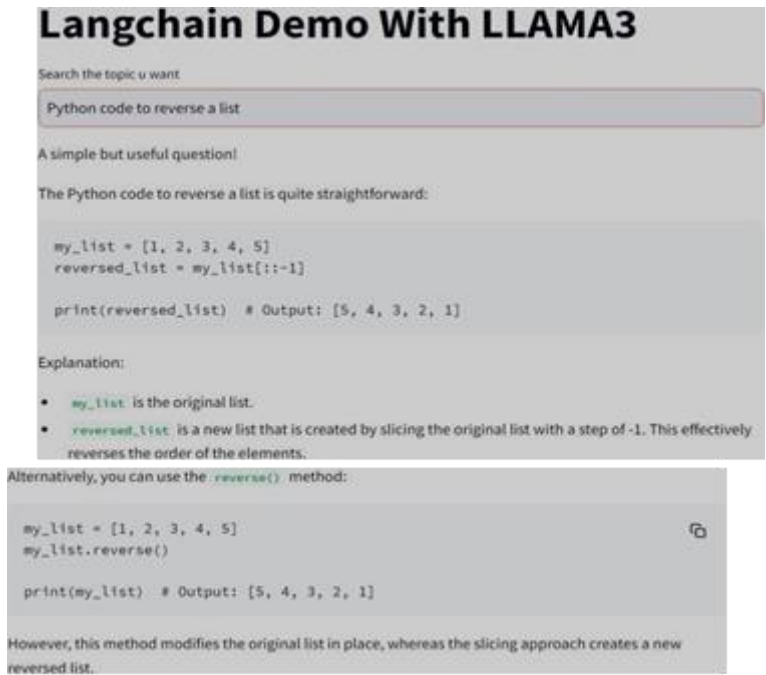 Langchain Demo With LLAMA3
Search the topic u want
Python code to reverse a list
A simple but useful question!
The Python code to reverse a list is quite straightforward:
my_list = [1, 2, 3, 4, 5]
reversed_list = my_list[::-1]
print(reversed_list)  # Output: [5, 4, 3, 2, 1]
Explanation:
• my_list is the original list.
• reversed_list is a new list that is created by slicing the original list with a step of -1. This effectively
reverses the order of the elements.
Alternatively, you can use the reverse() method:
my_list = [1, 2, 3, 4, 5]
my_list.reverse()
print(my_list)  # Output: [5, 4, 3, 2, 1]
However, this method modifies the original list in place, whereas the slicing approach creates a new
reversed list.